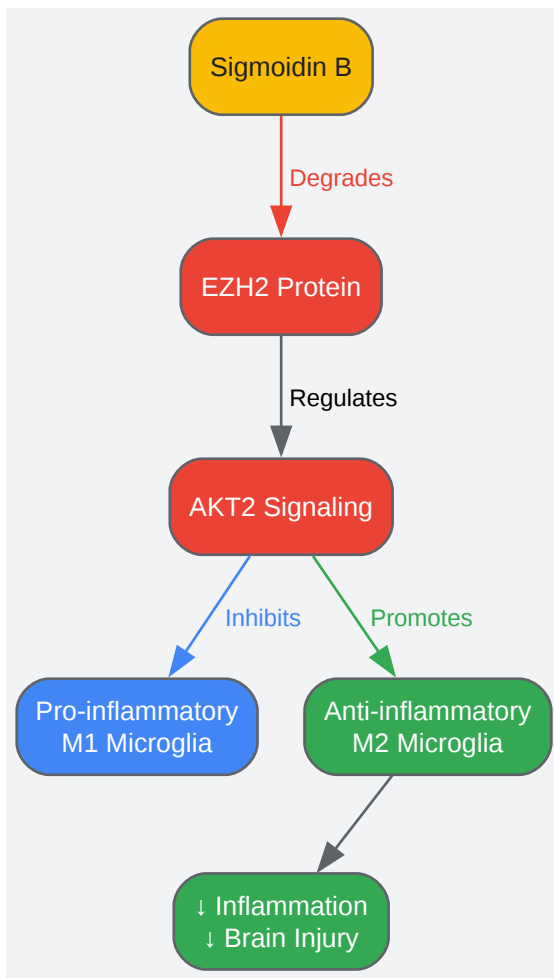 Sigmoidin B
Degrades
EZH2 Protein
Regulates
AKT2 Signaling
Inhibits
Promotes
Pro-inflammatory
M1 Microglia
Anti-inflammatory
M2 Microglia
↓ Inflammation
↓ Brain Injury